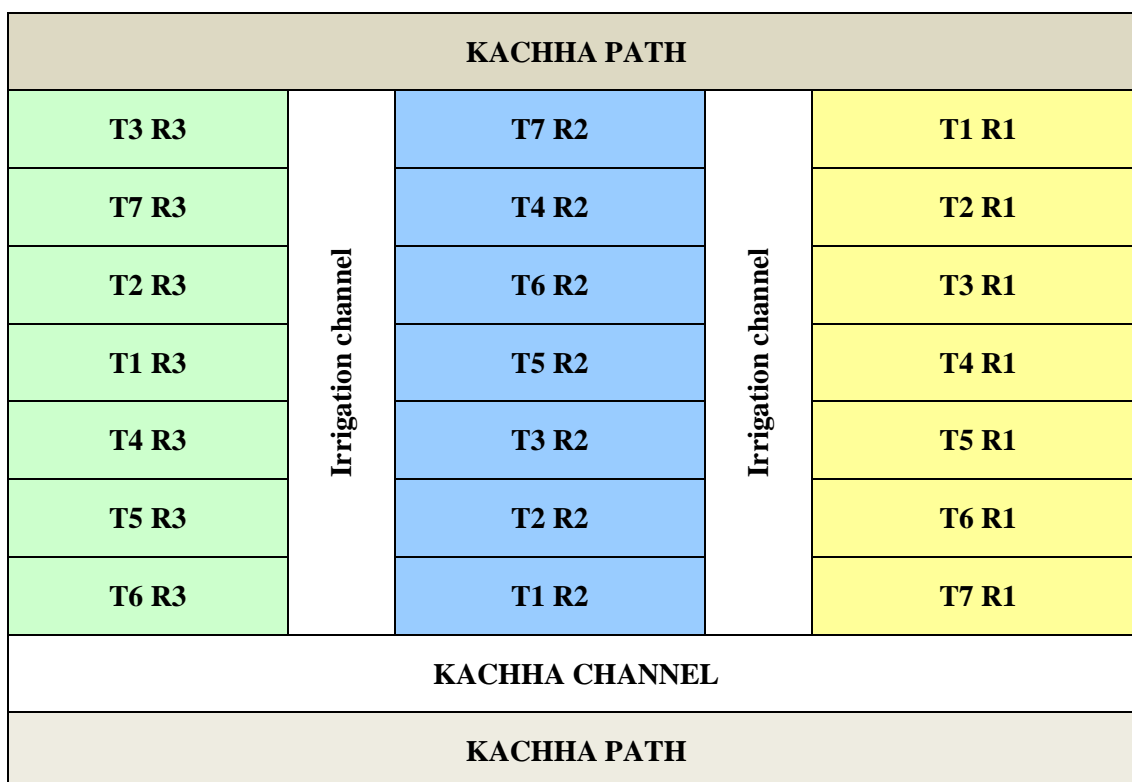 KACHHA PATH
T3 R3
T7 R2
T1 R1
T7 R3
T4 R2
T2 R1
T2 R3
T6 R2
T3 R1
T1 R3
T5 R2
T4 R1
T4 R3
T3 R2
T5 R1
T5 R3
T2 R2
T6 R1
T6 R3
T1 R2
T7 R1
Irrigation channel
Irrigation channel
KACHHA CHANNEL
KACHHA PATH